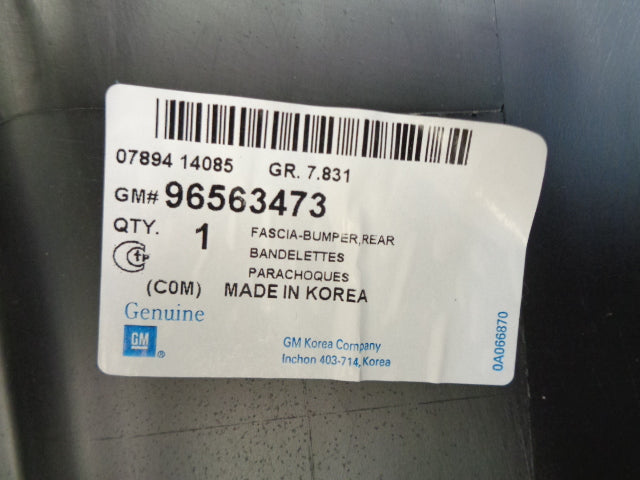 07894 14085 GR. 7.831
GM# 96563473
QTY. 1 FASCIA-BUMPER,REAR
BANDELETTES
PARACHOQUES
(COM) MADE IN KOREA
Genuine
GM ®
GM Korea Company
Inchon 403-714, Korea
0A066870